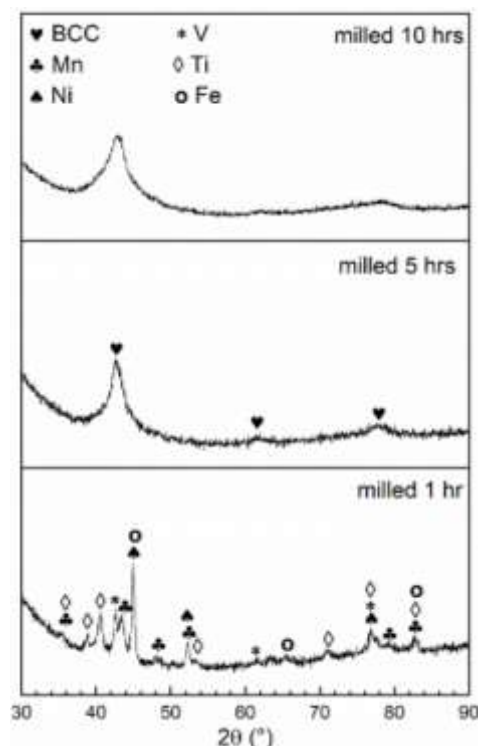 ♥ BCC * V milled 10 hrs
♣ Mn ◊ Ti
♠ Ni o Fe
milled 5 hrs
milled 1 hr
30 40 50 60 70 80 90
2θ (°)